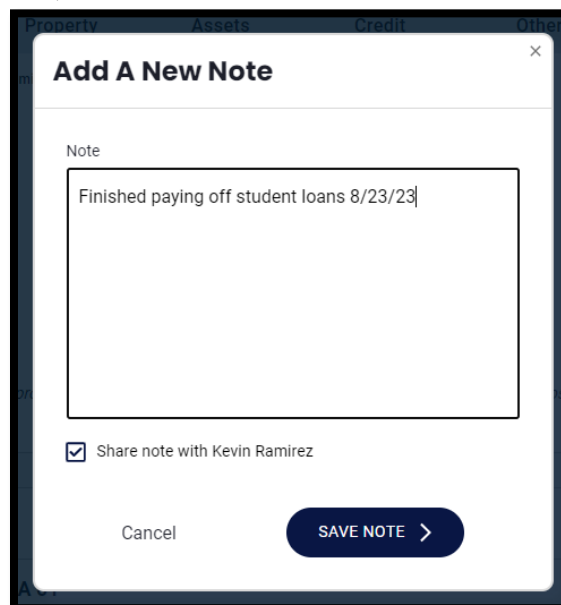 Property Assets Credit Other
Add A New Note
×
Note
Finished paying off student loans 8/23/23
Share note with Kevin Ramirez
Cancel
SAVE NOTE